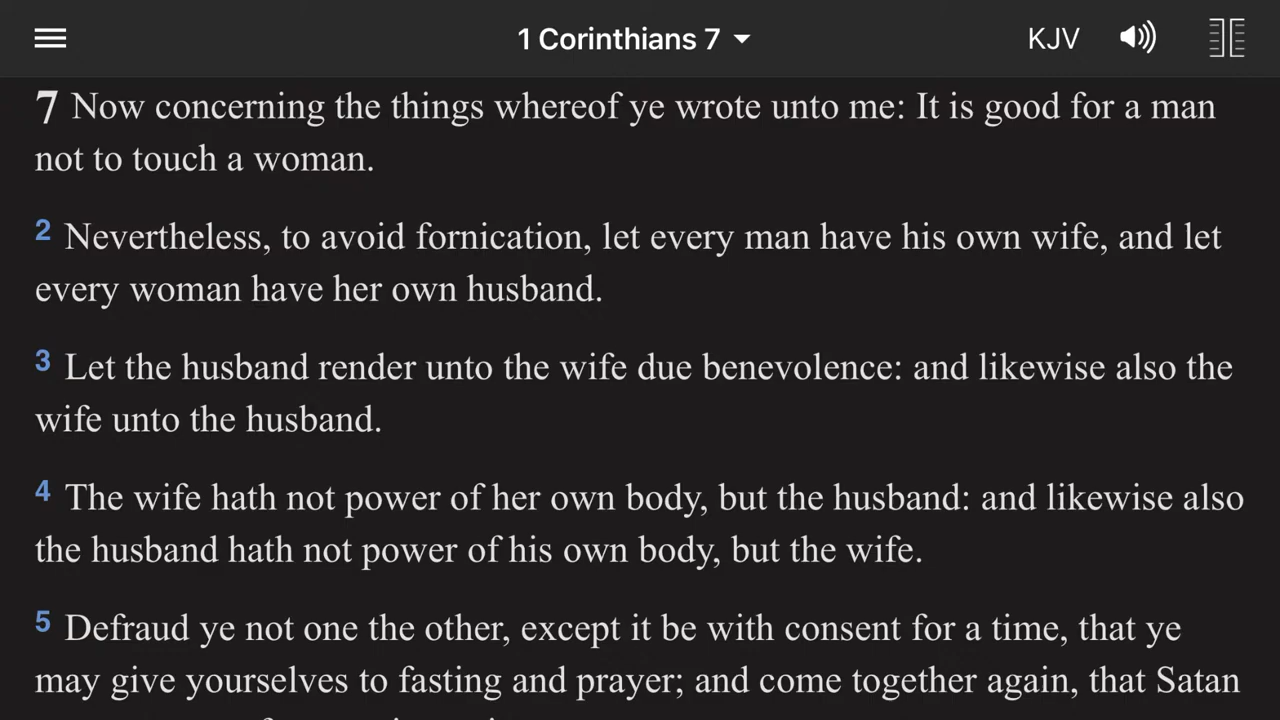 1 Corinthians 7
KJV
7 Now concerning the things whereof ye wrote unto me: It is good for a man
not to touch a woman.
2 Nevertheless, to avoid fornication, let every man have his own wife, and let
every woman have her own husband.
3 Let the husband render unto the wife due benevolence: and likewise also the
wife unto the husband.
4 The wife hath not power of her own body, but the husband: and likewise also
the husband hath not power of his own body, but the wife.
5 Defraud ye not one the other, except it be with consent for a time, that ye
may give yourselves to fasting and prayer; and come together again, that Satan